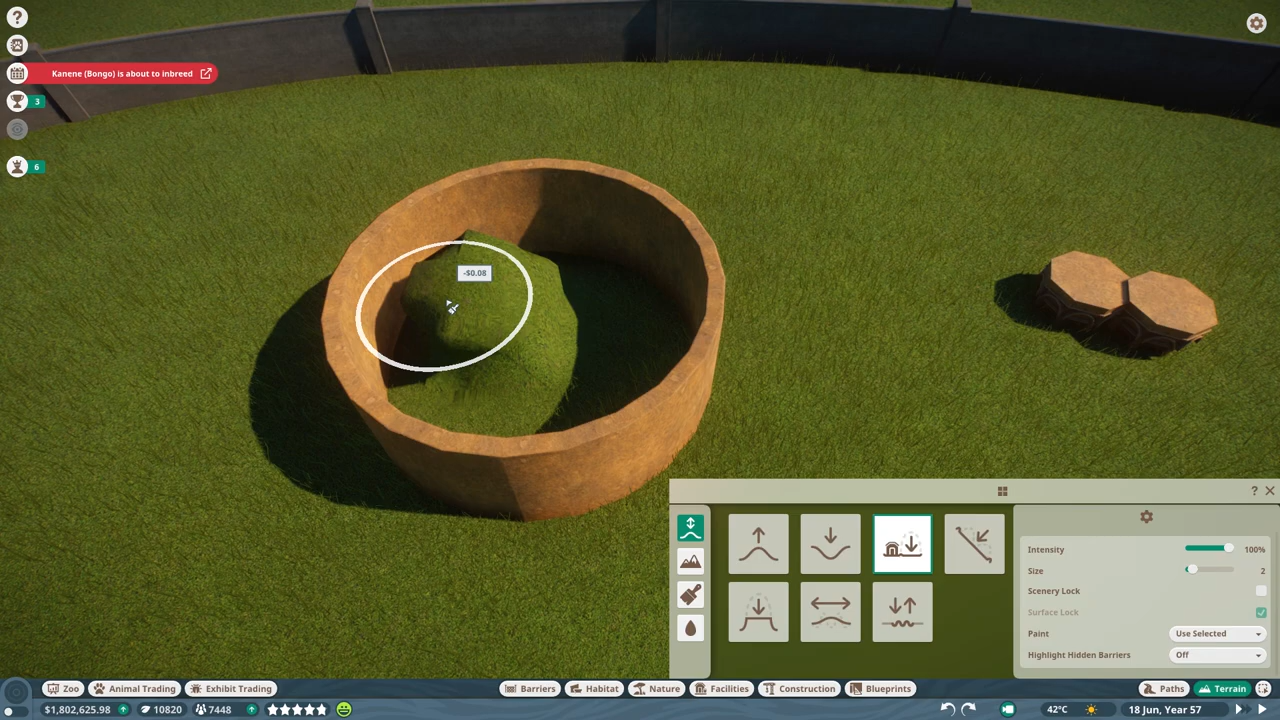 ?
Kanene (Bongo) is about to inbreed
3
6
-$0.08
? ×
Intensity 100%
Size 2
Scenery Lock
Surface Lock
Paint Use Selected
Highlight Hidden Barriers Off
Zoo Animal Trading Exhibit Trading Barriers Habitat Nature Facilities Construction Blueprints Paths Terrain
$1,802,625.98 10820 7448 42°C 18 Jun, Year 57